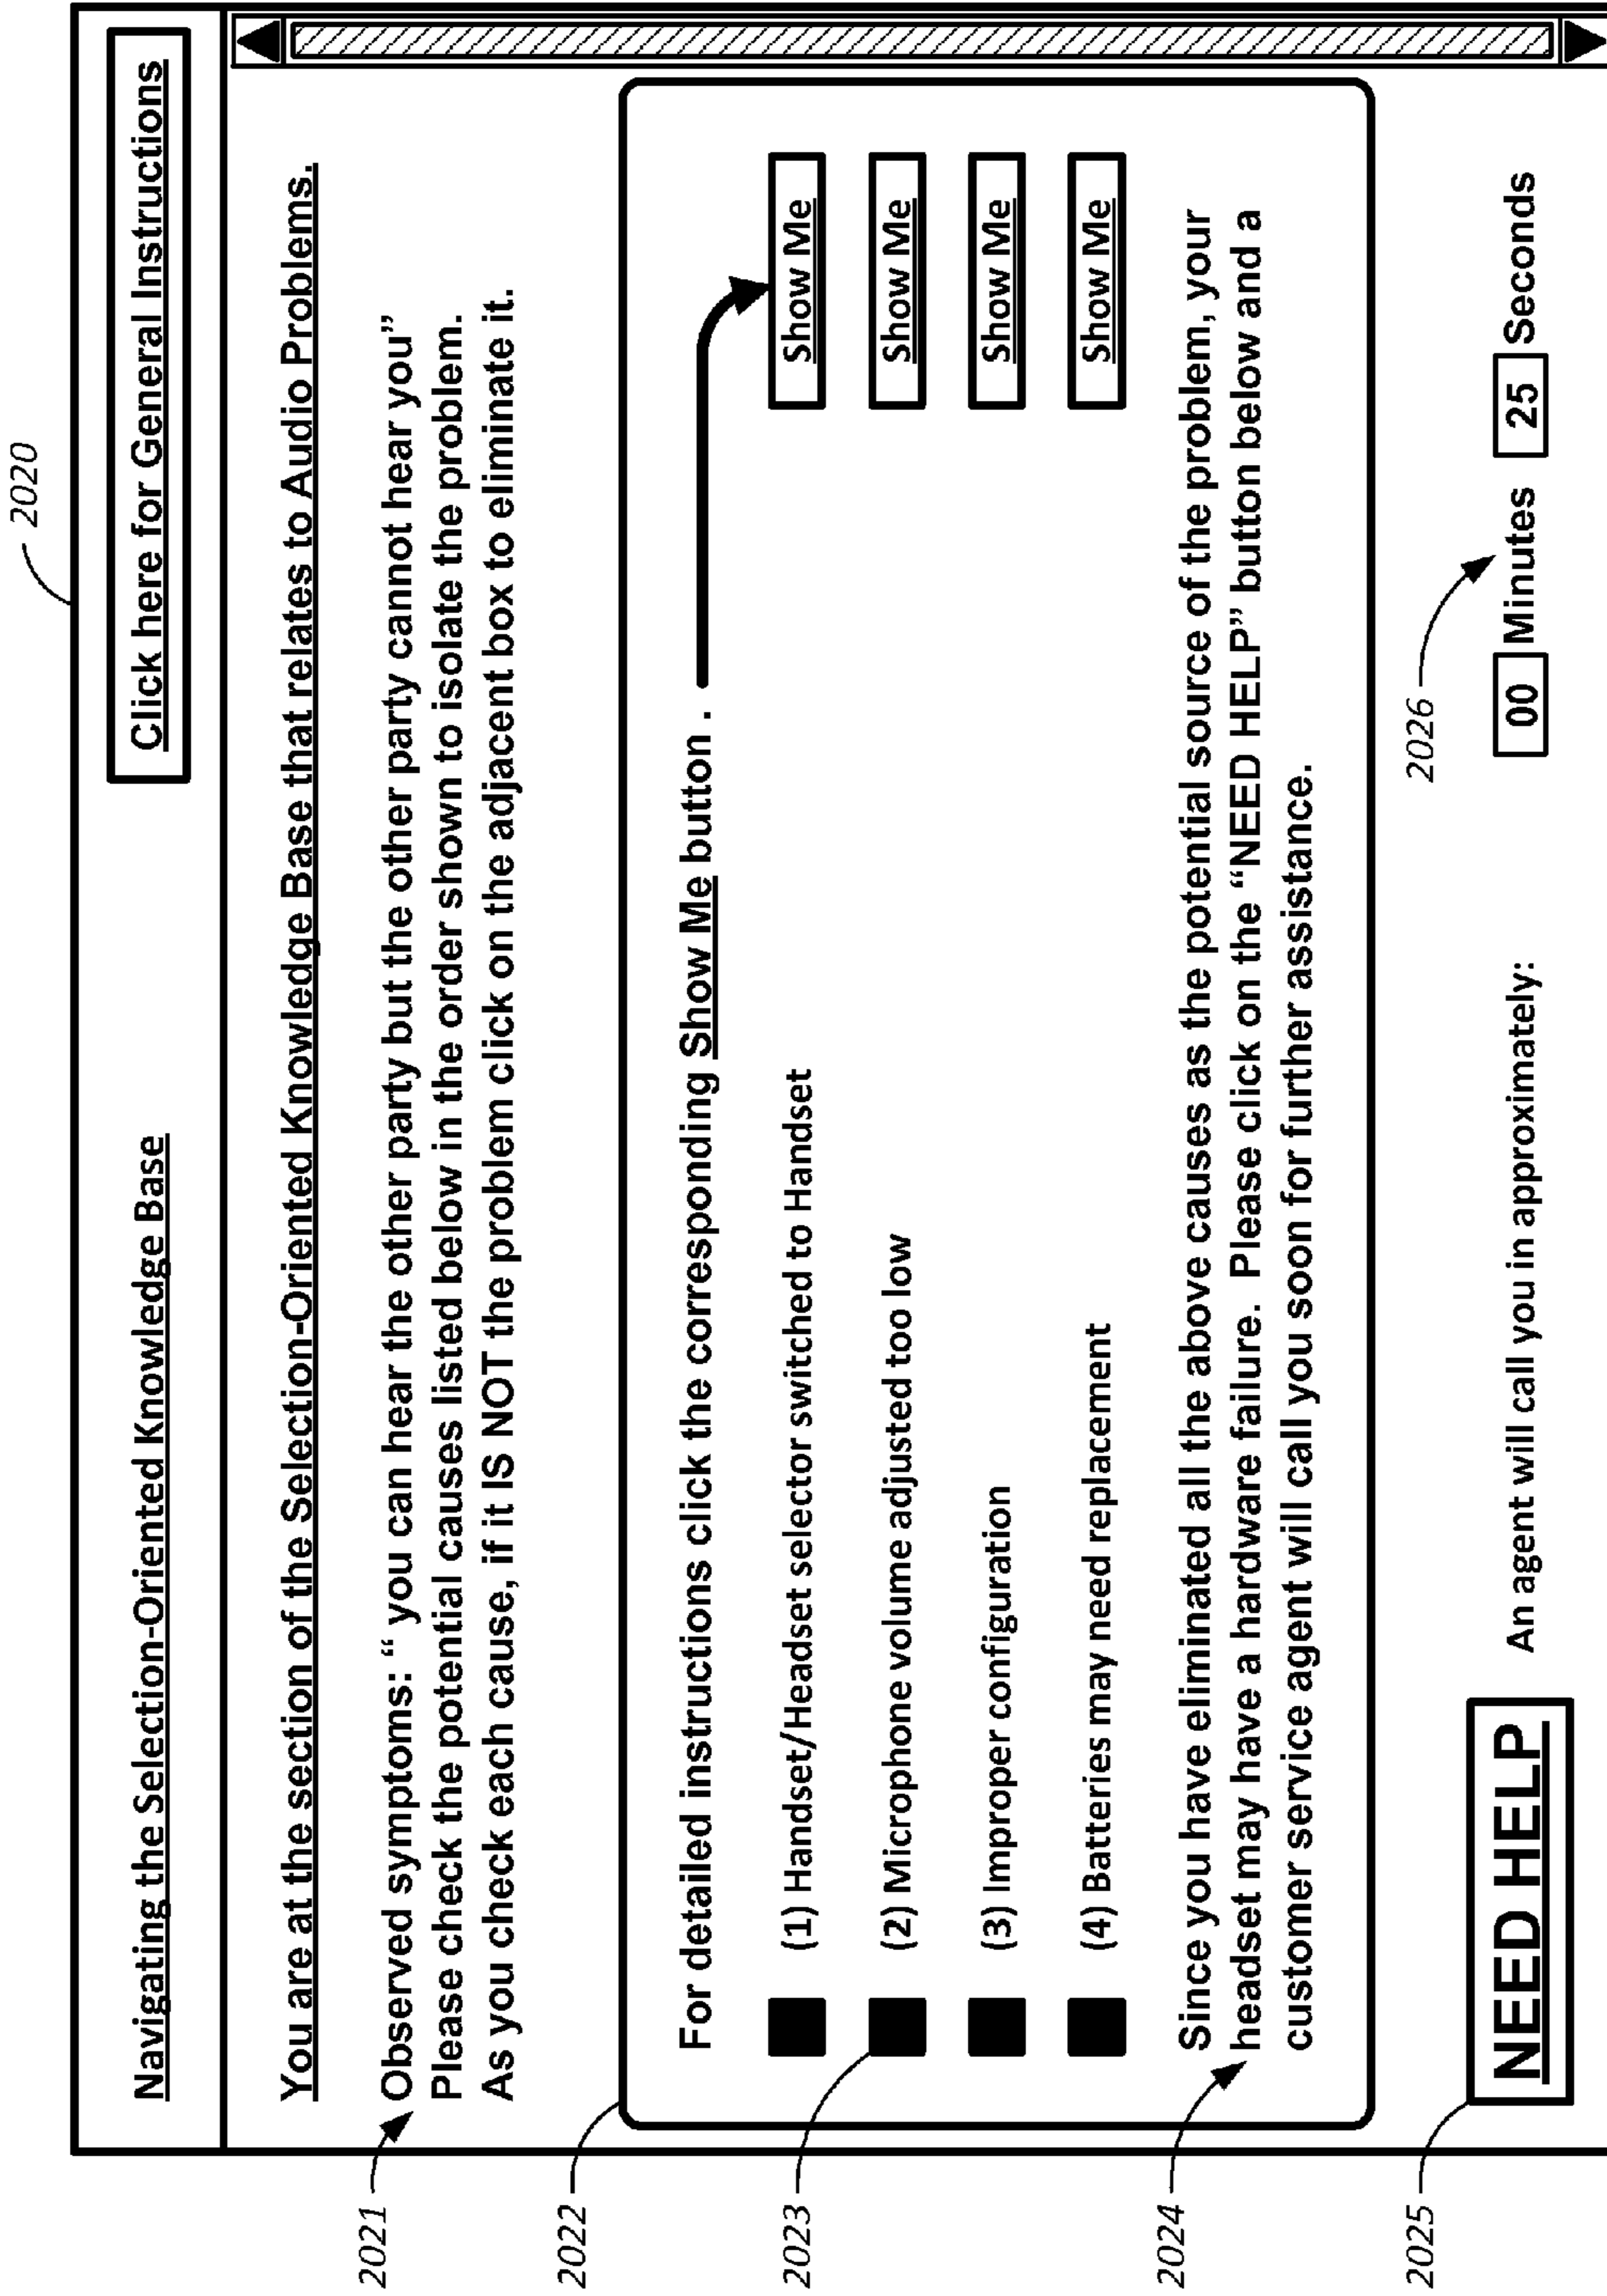 2020
Navigating the Selection-Oriented Knowledge Base
Click here for General Instructions
You are at the section of the Selection-Oriented Knowledge Base that relates to Audio Problems.
2021
Observed symptoms: “ you can hear the other party but the other party cannot hear you”
Please check the potential causes listed below in the order shown to isolate the problem.
As you check each cause, if it IS NOT the problem click on the adjacent box to eliminate it.
2022
For detailed instructions click the corresponding Show Me button .
2023
(1) Handset/Headset selector switched to Handset
Show Me
(2) Microphone volume adjusted too low
Show Me
(3) Improper configuration
Show Me
(4) Batteries may need replacement
Show Me
2024
Since you have eliminated all the above causes as the potential source of the problem, your
headset may have a hardware failure. Please click on the “NEED HELP” button below and a
customer service agent will call you soon for further assistance.
2025
NEED HELP
An agent will call you in approximately:
2026
00 Minutes 25 Seconds